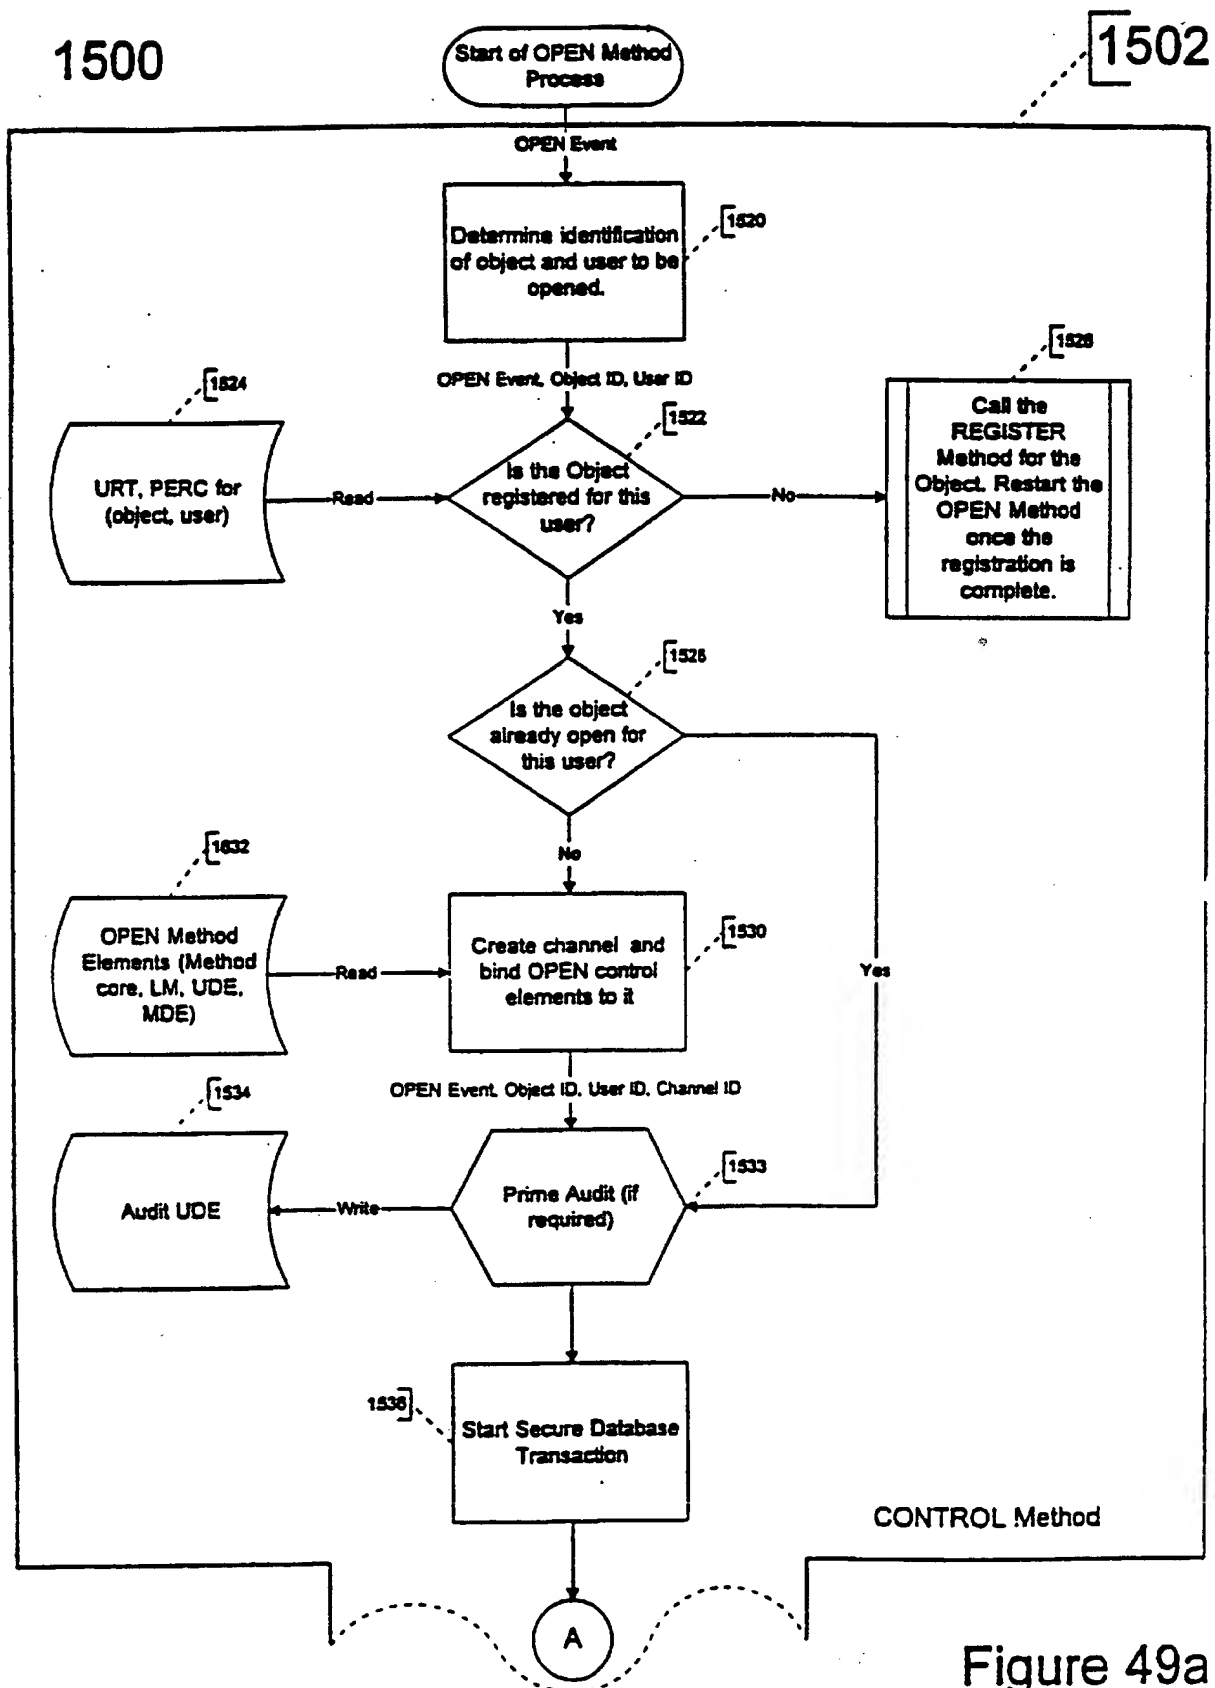 1500
Start of OPEN Method
Process
1502
OPEN Event
Determine identification
of object and user to be
opened.
1520
OPEN Event, Object ID, User ID
1524
URT, PERC for
(object, user)
Read
Is the Object
registered for this
user?
1522
No
1528
Call the
REGISTER
Method for the
Object. Restart the
OPEN Method
once the
registration is
complete.
Yes
Is the object
already open for
this user?
1526
No
Yes
1532
OPEN Method
Elements (Method
core, LM, UDE,
MDE)
Read
Create channel and
bind OPEN control
elements to it
1530
OPEN Event, Object ID, User ID, Channel ID
1534
Audit UDE
Write
Prime Audit (if
required)
1533
1536
Start Secure Database
Transaction
CONTROL Method
A
Figure 49a